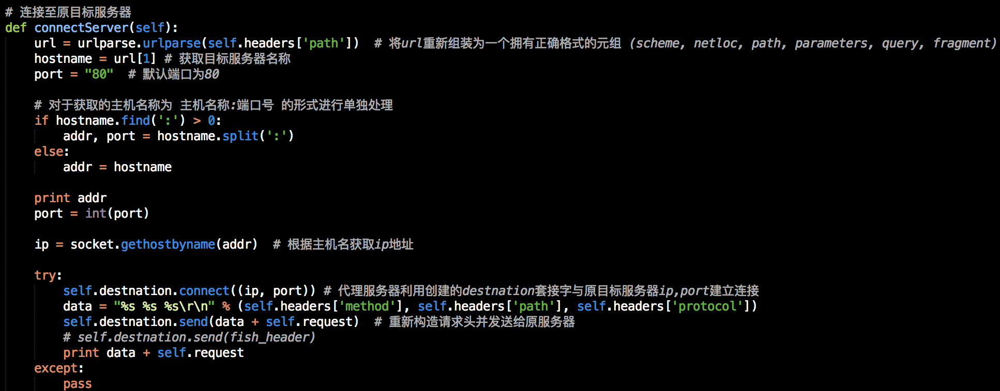 # 连接至原目标服务器
def connectServer(self):
    url = urlparse.urlparse(self.headers['path'])  # 将url重新组装为一个拥有正确格式的元组 (scheme, netloc, path, parameters, query, fragment)
    hostname = url[1] # 获取目标服务器名称
    port = "80"  # 默认端口为80

    # 对于获取的主机名称为 主机名称:端口号 的形式进行单独处理
    if hostname.find(':') > 0:
        addr, port = hostname.split(':')
    else:
        addr = hostname

    print addr
    port = int(port)

    ip = socket.gethostbyname(addr)  # 根据主机名获取ip地址

    try:
        self.destnation.connect((ip, port)) # 代理服务器利用创建的destnation套接字与原目标服务器ip,port建立连接
        data = "%s %s %s\r\n" % (self.headers['method'], self.headers['path'], self.headers['protocol'])
        self.destnation.send(data + self.request)  # 重新构造请求头并发送给原服务器
        # self.destnation.send(fish_header)
        print data + self.request
    except:
        pass